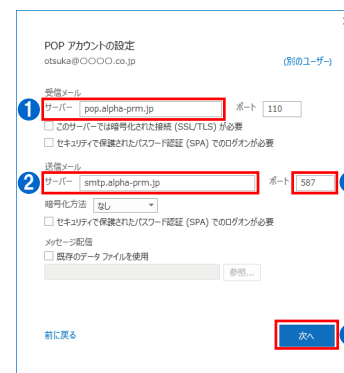 POP アカウントの設定
otsuka@〇〇〇〇.co.jp (別のユーザー)
受信メール
1 サーバー pop.alpha-prm.jp ポート 110
このサーバーでは暗号化された接続 (SSL/TLS) が必要
セキュリティで保護されたパスワード認証 (SPA) でのログオンが必要
送信メール
2 サーバー smtp.alpha-prm.jp ポート 587
暗号化方法 なし
セキュリティで保護されたパスワード認証 (SPA) でのログオンが必要
メッセージ配信
既存のデータ ファイルを使用
参照...
前に戻る 次へ